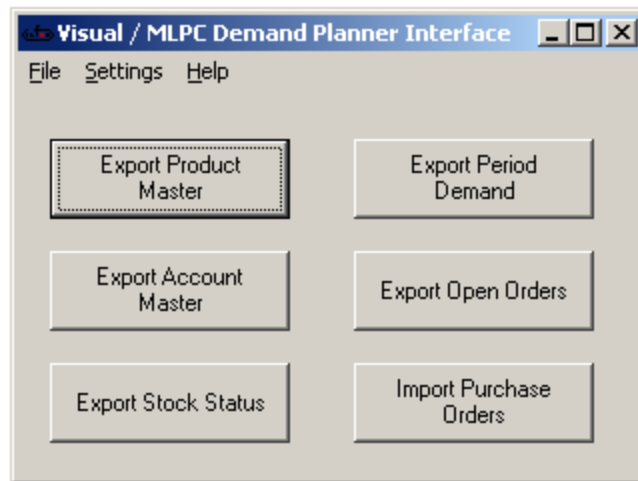 Visual / MLPC Demand Planner Interface
File Settings Help
Export Product
Master
Export Period
Demand
Export Account
Master
Export Open Orders
Export Stock Status
Import Purchase
Orders